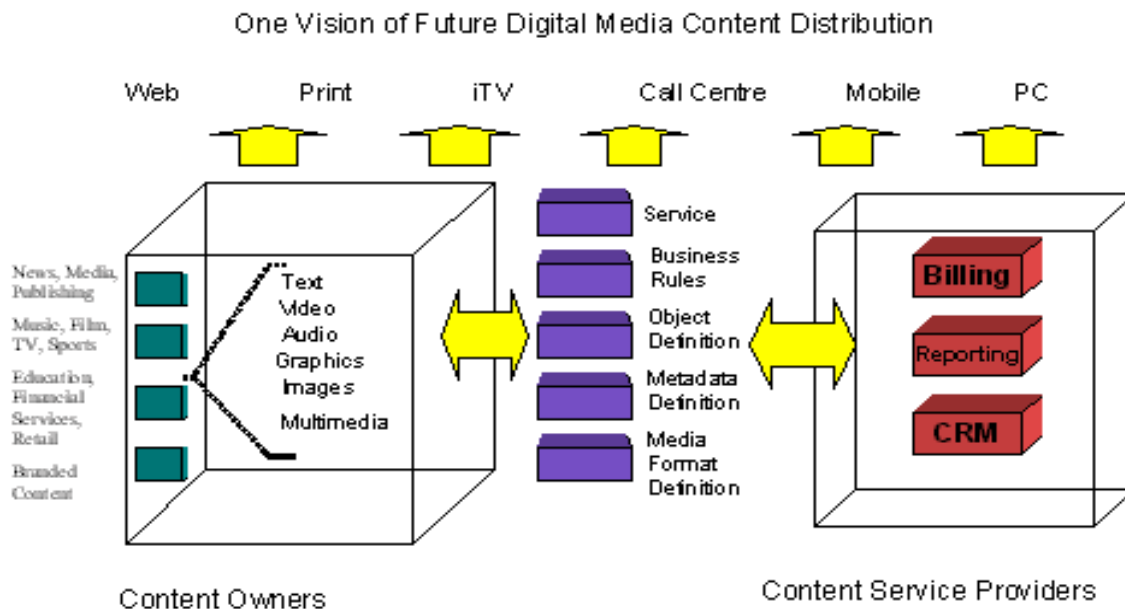 One Vision of Future Digital Media Content Distribution
Web Print iTV Call Centre Mobile PC
News, Media,
Publishing
Music, Film,
TV, Sports
Education,
Financial
Services,
Retail
Branded
Content
Text
Video
Audio
Graphics
Images
Multimedia
Service
Business
Rules
Object
Definition
Metadata
Definition
Media
Format
Definition
Billing
Reporting
CRM
Content Owners
Content Service Providers